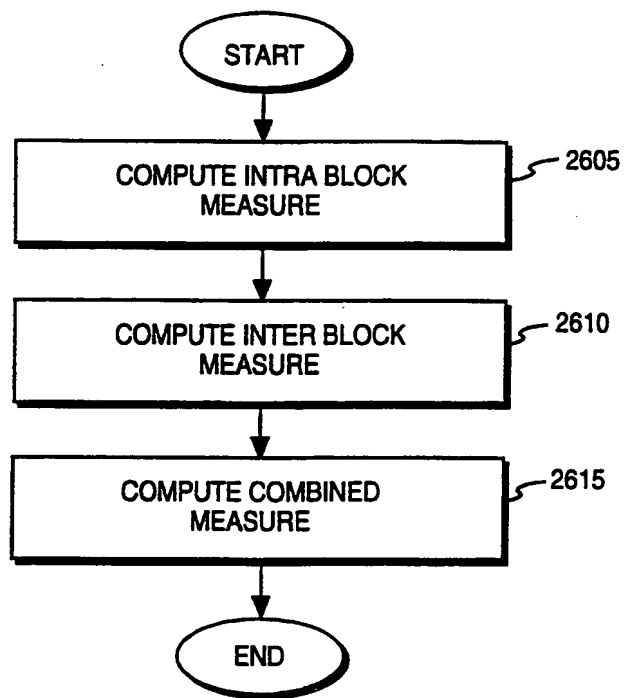 START
COMPUTE INTRA BLOCK
MEASURE
2605
COMPUTE INTER BLOCK
MEASURE
2610
COMPUTE COMBINED
MEASURE
2615
END